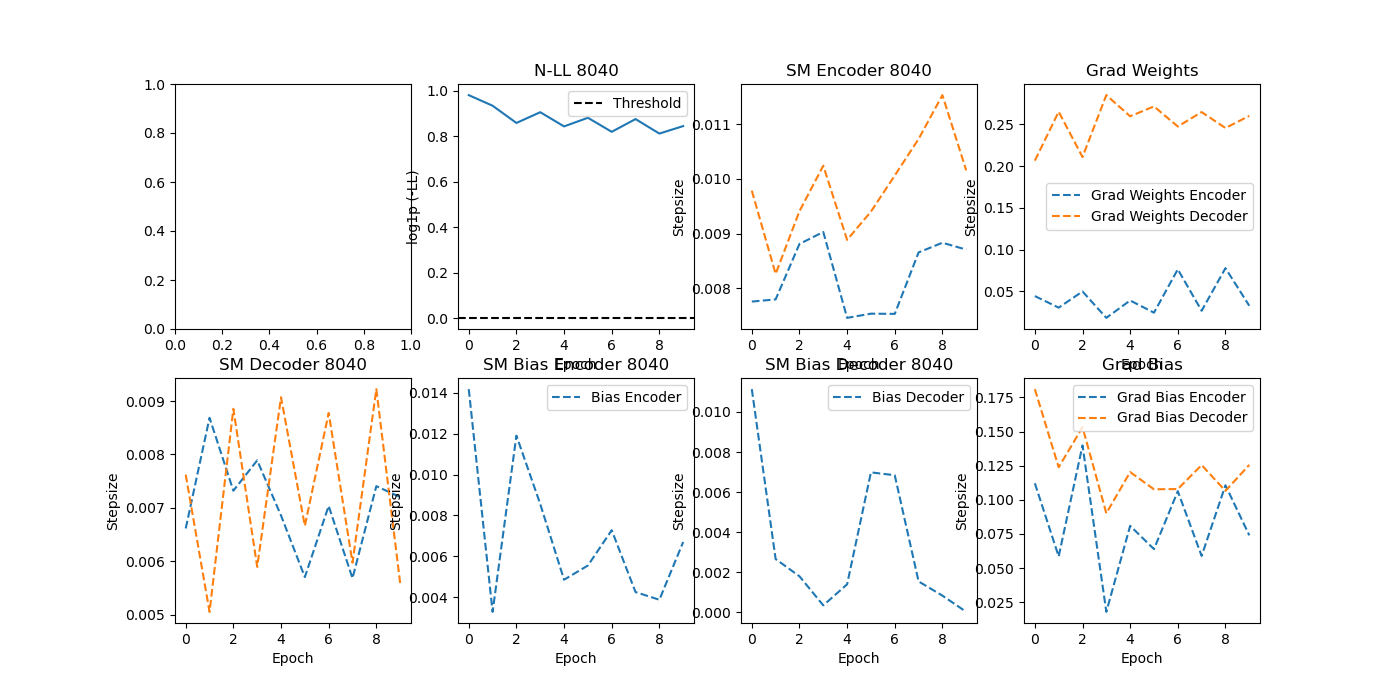 N-LL 8040
SM Encoder 8040
Grad Weights
1.0
0.8
0.6
0.4
0.2
0.0
0.0 0.2 0.4 0.6 0.8 1.0
log1p (-LL)
1.0
0.8
0.6
0.4
0.2
0.0
Threshold
0 2 4 6 8
Epoch
Stepsize
0.011
0.010
0.009
0.008
0 2 4 6 8
Epoch
Stepsize
0.25
0.20
0.15
0.10
0.05
Grad Weights Encoder
Grad Weights Decoder
0 2 4 6 8
Epoch
SM Decoder 8040
SM Bias Encoder 8040
SM Bias Decoder 8040
Grad Bias
Stepsize
0.009
0.008
0.007
0.006
0.005
0 2 4 6 8
Epoch
Stepsize
0.014
0.012
0.010
0.008
0.006
0.004
Bias Encoder
0 2 4 6 8
Epoch
Stepsize
0.010
0.008
0.006
0.004
0.002
0.000
Bias Decoder
0 2 4 6 8
Epoch
Stepsize
0.175
0.150
0.125
0.100
0.075
0.050
0.025
Grad Bias Encoder
Grad Bias Decoder
0 2 4 6 8
Epoch